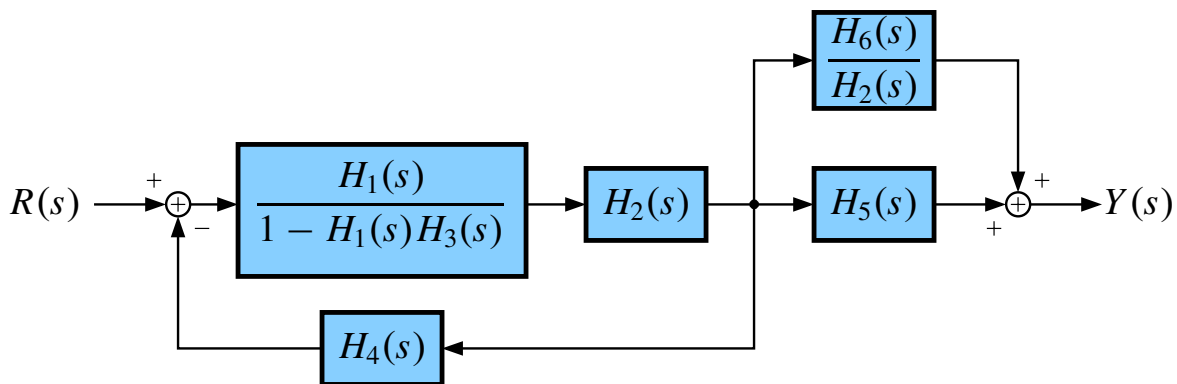 H₆(s)
H₂(s)
+
R(s)
+
−
H₁(s)
1 − H₁(s)H₃(s)
H₂(s)
H₅(s)
+
+
+
Y(s)
H₄(s)